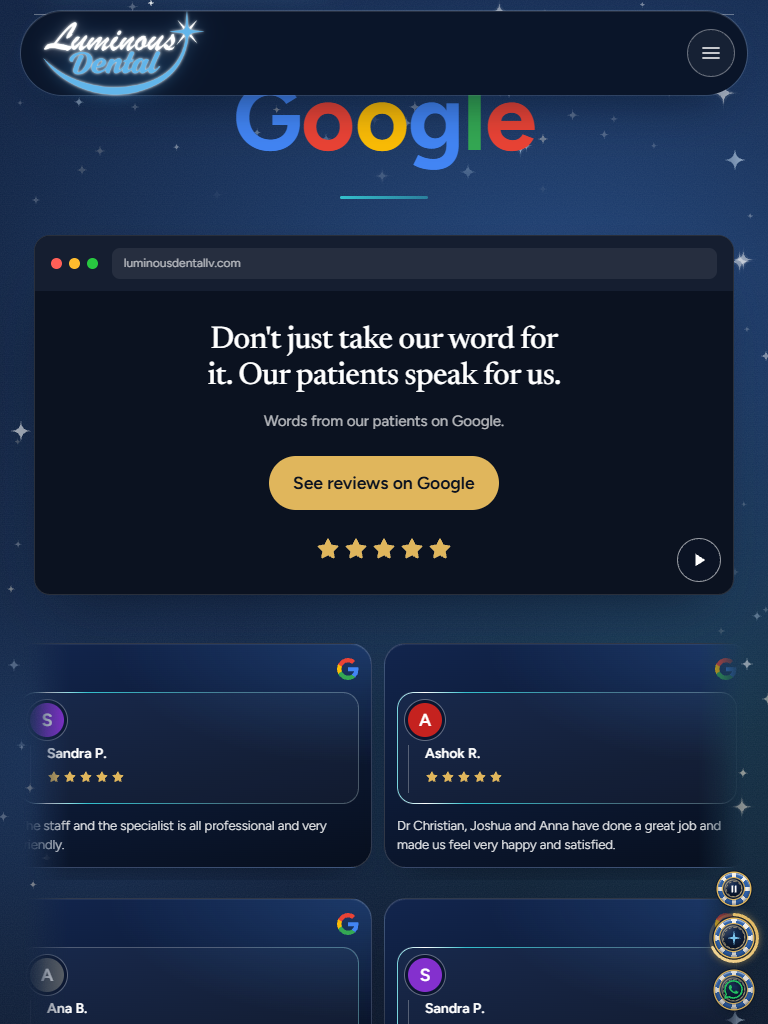 Luminous
Dental
Google
luminousdentallv.com
Don't just take our word for
it. Our patients speak for us.
Words from our patients on Google.
See reviews on Google
S
Sandra P.
staff and the specialist is all professional and very
A
Ashok R.
Dr Christian, Joshua and Anna have done a great job and
made us feel very happy and satisfied.
A
Ana B.
S
Sandra P.